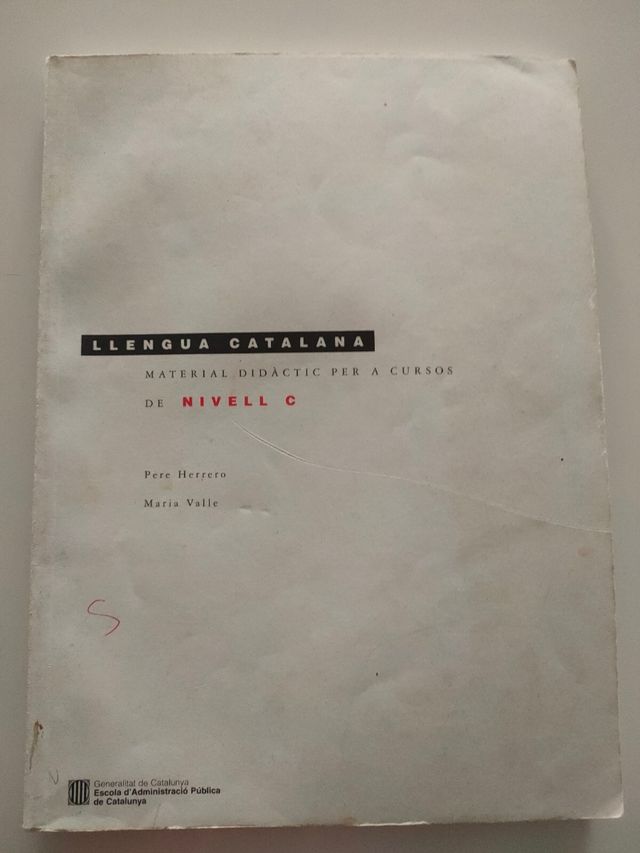 LLENGUA CATALANA
MATERIAL DIDÀCTIC PER A CURSOS
DE NIVELL C
Pere Herrero
Maria Valle
S
Generalitat de Catalunya
Escola d'Administració Pública
de Catalunya